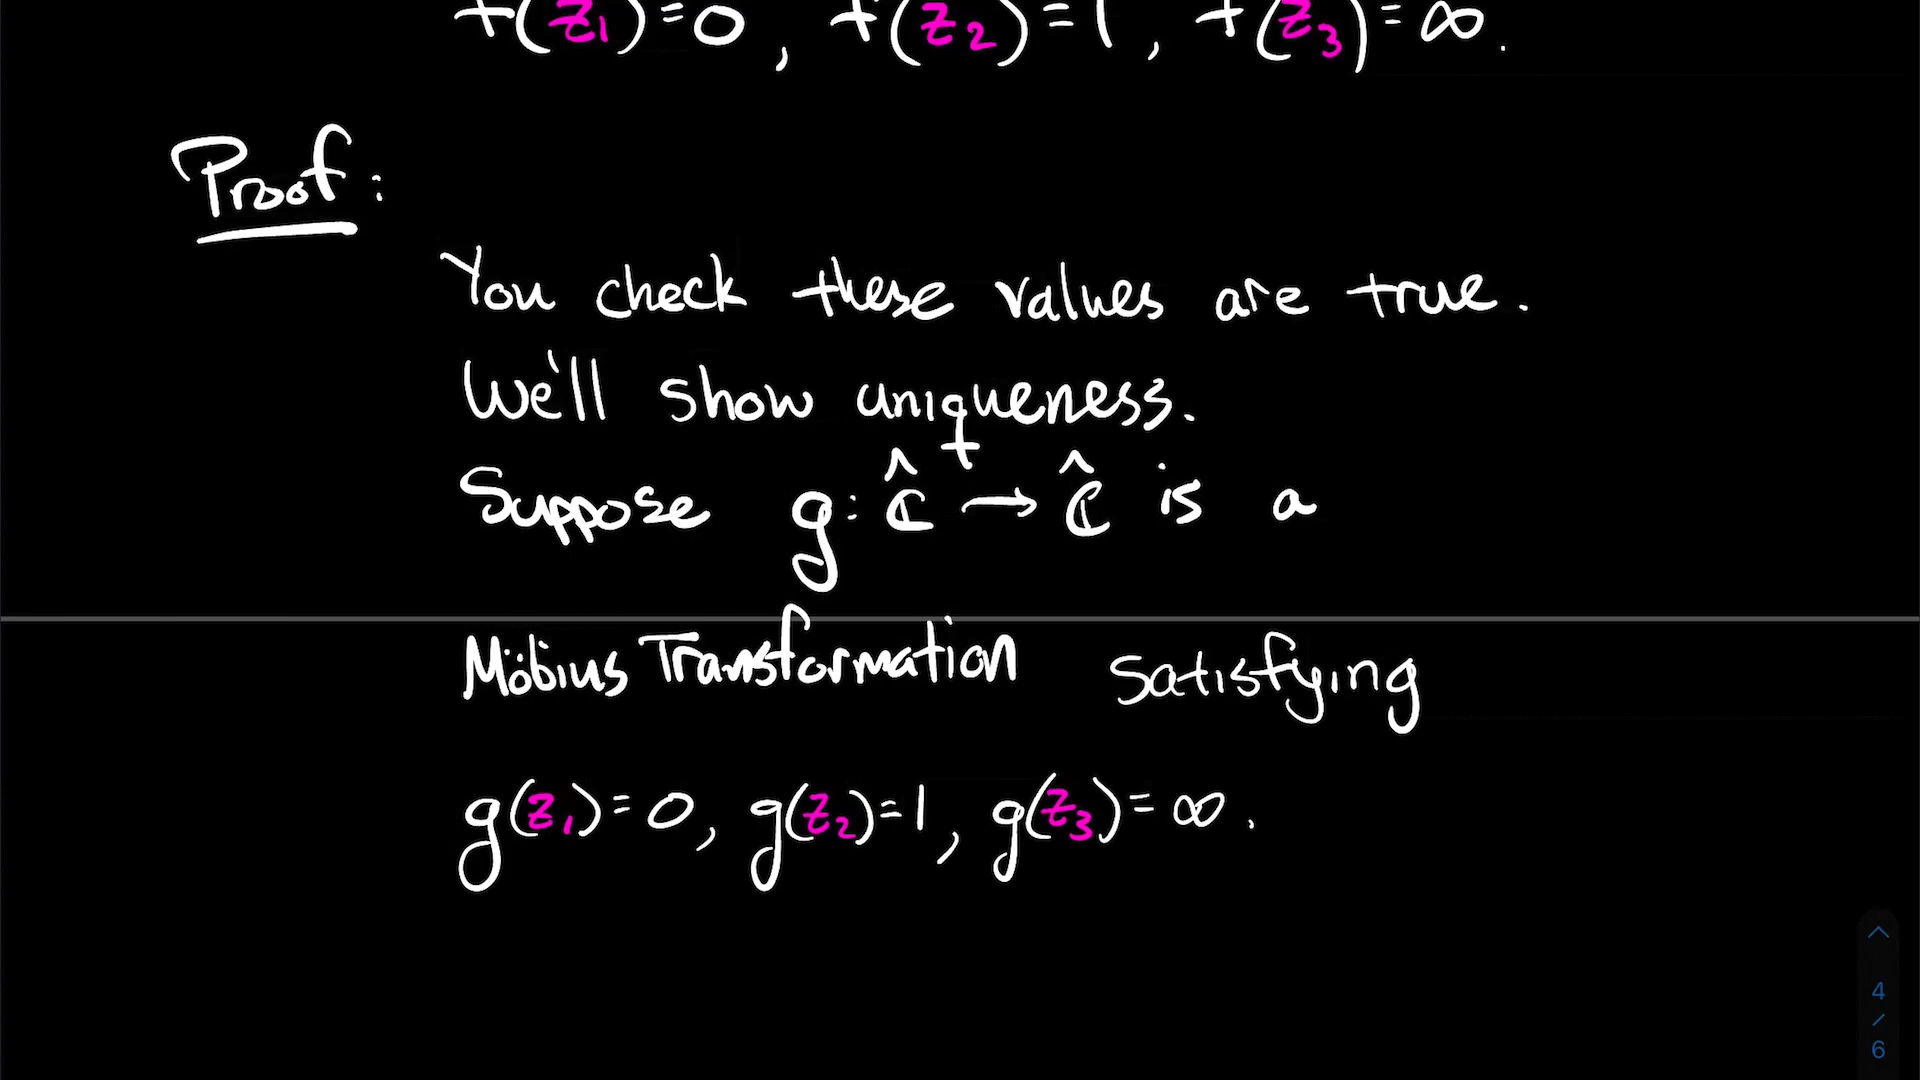 f(z₁)=0, f(z₂)=1, f(z₃)=∞.
Proof:
You check these values are true.
We'll show uniqueness.
Suppose g: ℂ̂ → ℂ̂ is a
Möbius Transformation satisfying
g(z₁)=0, g(z₂)=1, g(z₃)=∞.
4
/
6